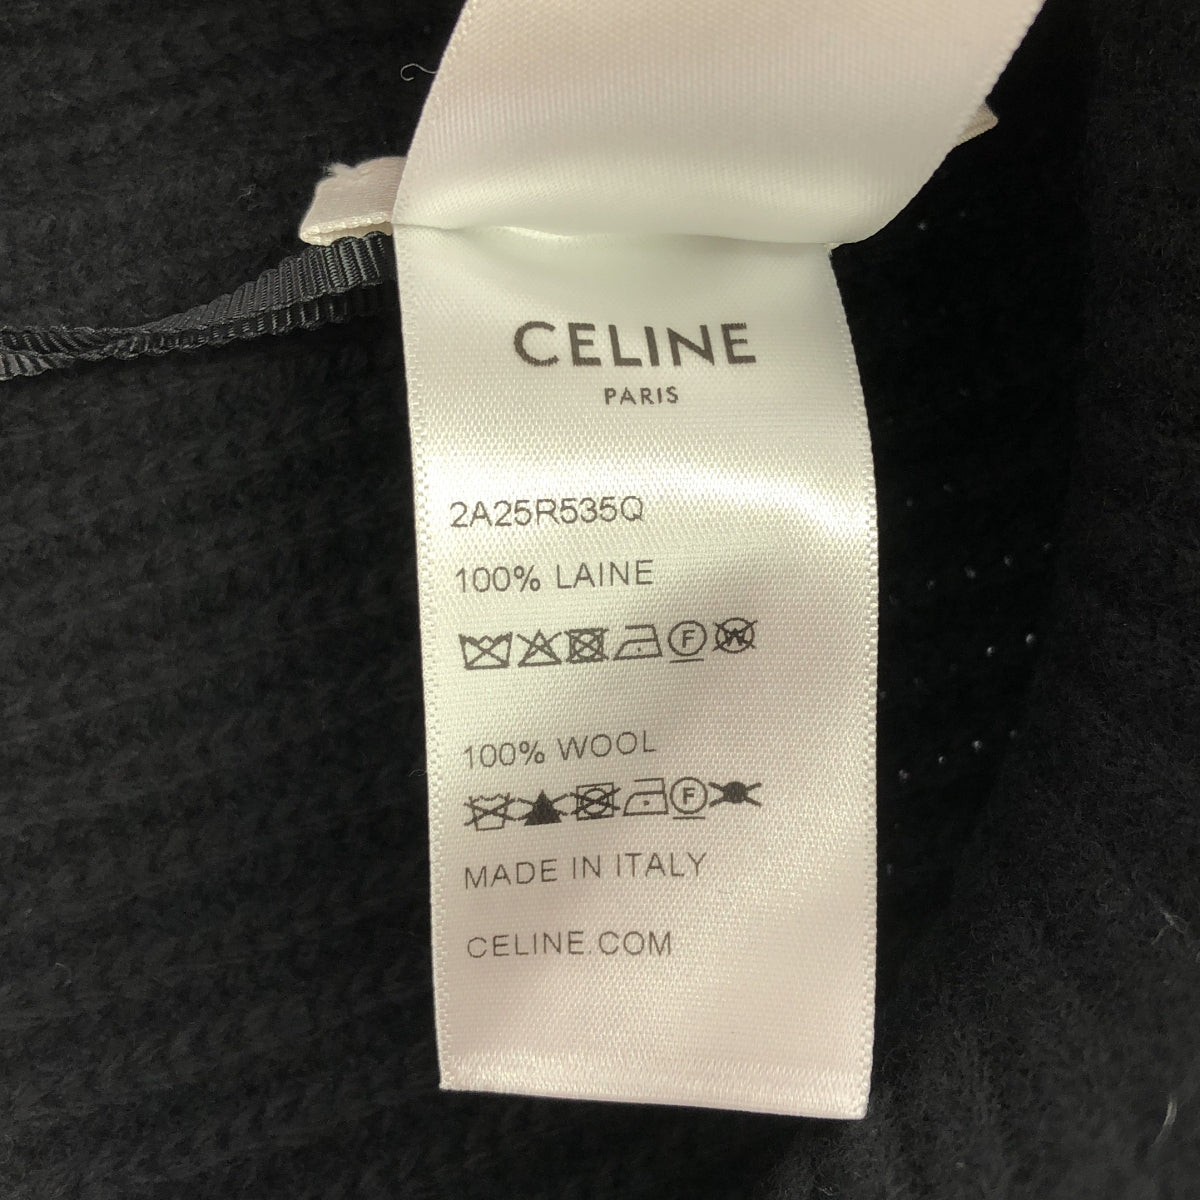 CELINE
PARIS
2A25R535Q
100% LAINE
F W
100% WOOL
F
MADE IN ITALY
CELINE.COM